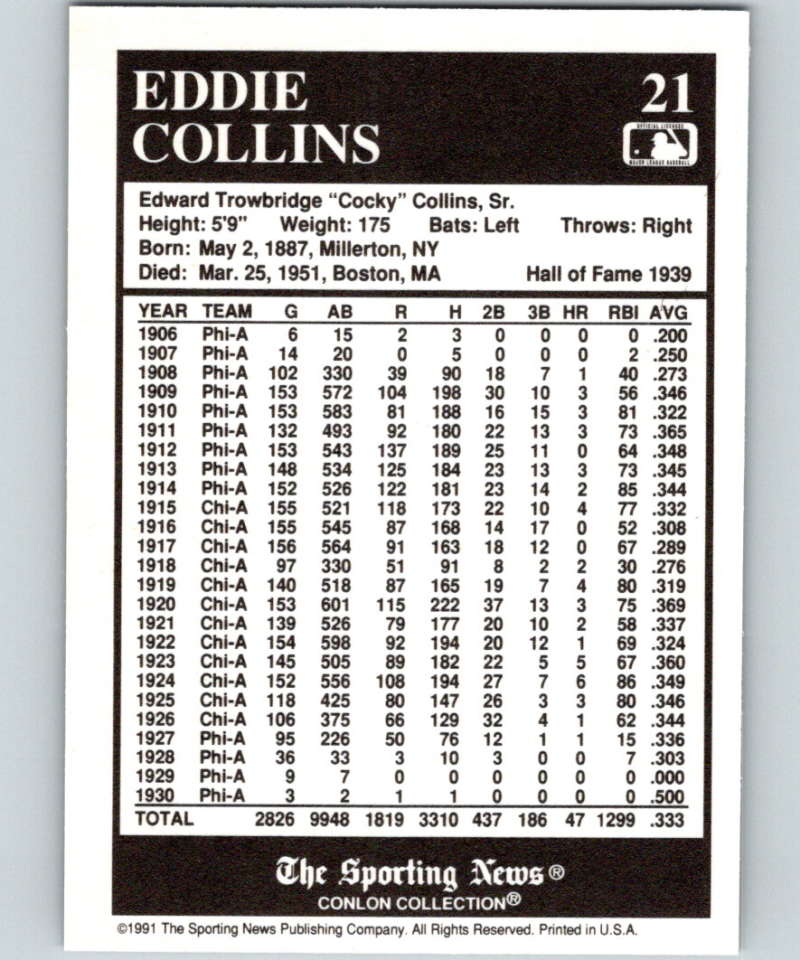 EDDIE 21
COLLINS
OFFICIAL LICENSEE
MAJOR LEAGUE BASEBALL
Edward Trowbridge “Cocky” Collins, Sr.
Height: 5'9" Weight: 175 Bats: Left Throws: Right
Born: May 2, 1887, Millerton, NY
Died: Mar. 25, 1951, Boston, MA Hall of Fame 1939
YEAR TEAM G AB R H 2B 3B HR RBI AVG
1906 Phi-A 6 15 2 3 0 0 0 0 .200
1907 Phi-A 14 20 0 5 0 0 0 2 .250
1908 Phi-A 102 330 39 90 18 7 1 40 .273
1909 Phi-A 153 572 104 198 30 10 3 56 .346
1910 Phi-A 153 583 81 188 16 15 3 81 .322
1911 Phi-A 132 493 92 180 22 13 3 73 .365
1912 Phi-A 153 543 137 189 25 11 0 64 .348
1913 Phi-A 148 534 125 184 23 13 3 73 .345
1914 Phi-A 152 526 122 181 23 14 2 85 .344
1915 Chi-A 155 521 118 173 22 10 4 77 .332
1916 Chi-A 155 545 87 168 14 17 0 52 .308
1917 Chi-A 156 564 91 163 18 12 0 67 .289
1918 Chi-A 97 330 51 91 8 2 2 30 .276
1919 Chi-A 140 518 87 165 19 7 4 80 .319
1920 Chi-A 153 601 115 222 37 13 3 75 .369
1921 Chi-A 139 526 79 177 20 10 2 58 .337
1922 Chi-A 154 598 92 194 20 12 1 69 .324
1923 Chi-A 145 505 89 182 22 5 5 67 .360
1924 Chi-A 152 556 108 194 27 7 6 86 .349
1925 Chi-A 118 425 80 147 26 3 3 80 .346
1926 Chi-A 106 375 66 129 32 4 1 62 .344
1927 Phi-A 95 226 50 76 12 1 1 15 .336
1928 Phi-A 36 33 3 10 3 0 0 7 .303
1929 Phi-A 9 7 0 0 0 0 0 0 .000
1930 Phi-A 3 2 1 1 0 0 0 0 .500
TOTAL 2826 9948 1819 3310 437 186 47 1299 .333
The Sporting News®
CONLON COLLECTION®
©1991 The Sporting News Publishing Company. All Rights Reserved. Printed in U.S.A.